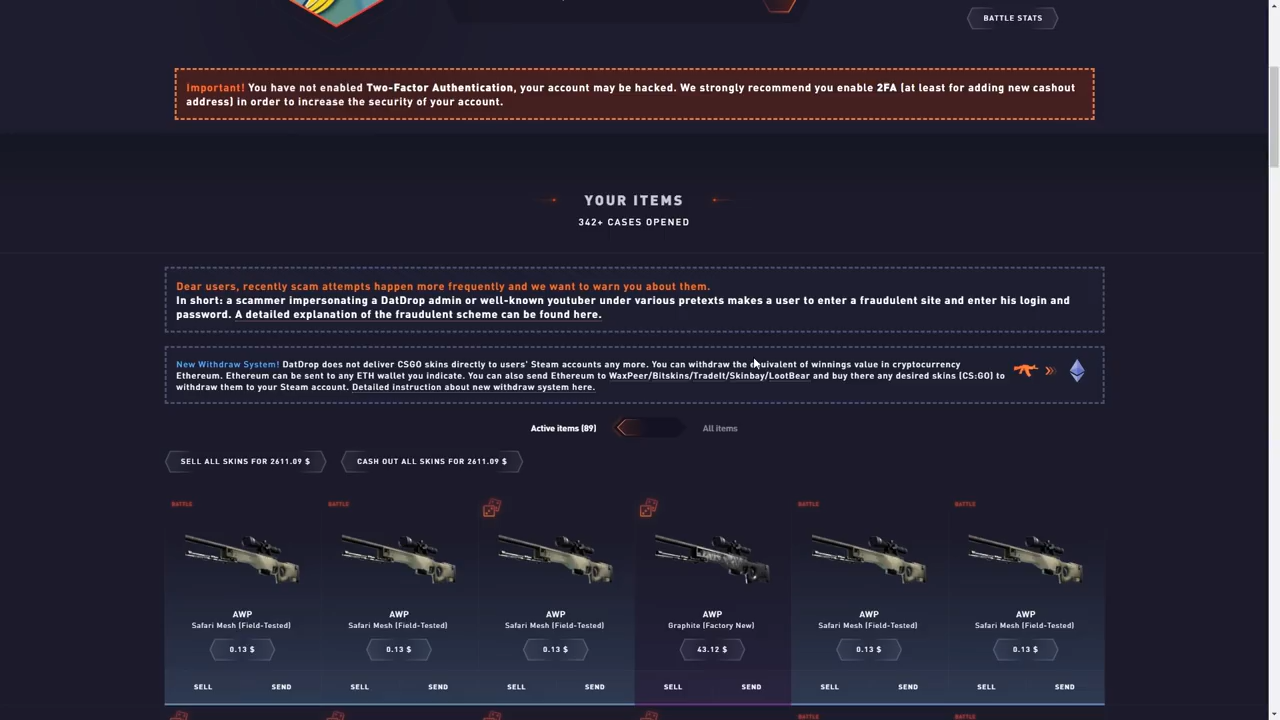 BATTLE STATS
Important! You have not enabled Two-Factor Authentication, your account may be hacked. We strongly recommend you enable 2FA (at least for adding new cashout
address) in order to increase the security of your account.
YOUR ITEMS
342+ CASES OPENED
Dear users, recently scam attempts happen more frequently and we want to warn you about them.
In short: a scammer impersonating a DatDrop admin or well-known youtuber under various pretexts makes a user to enter a fraudulent site and enter his login and
password. A detailed explanation of the fraudulent scheme can be found here.
New Withdraw System! DatDrop does not deliver CSGO skins directly to users' Steam accounts any more. You can withdraw the equivalent of winnings value in cryptocurrency
Ethereum. Ethereum can be sent to any ETH wallet you indicate. You can also send Ethereum to WaxPeer/Bitskins/TradeIt/Skinbay/LootBear and buy there any desired skins (CS:GO) to
withdraw them to your Steam account. Detailed instruction about new withdraw system here.
Active items (89) All items
SELL ALL SKINS FOR 2611.09 $ CASH OUT ALL SKINS FOR 2611.09 $
BATTLE BATTLE BATTLE BATTLE
AWP AWP AWP AWP AWP AWP
Safari Mesh (Field-Tested) Safari Mesh (Field-Tested) Safari Mesh (Field-Tested) Graphite (Factory New) Safari Mesh (Field-Tested) Safari Mesh (Field-Tested)
0.13 $ 0.13 $ 0.13 $ 43.12 $ 0.13 $ 0.13 $
SELL SEND SELL SEND SELL SEND SELL SEND SELL SEND SELL SEND